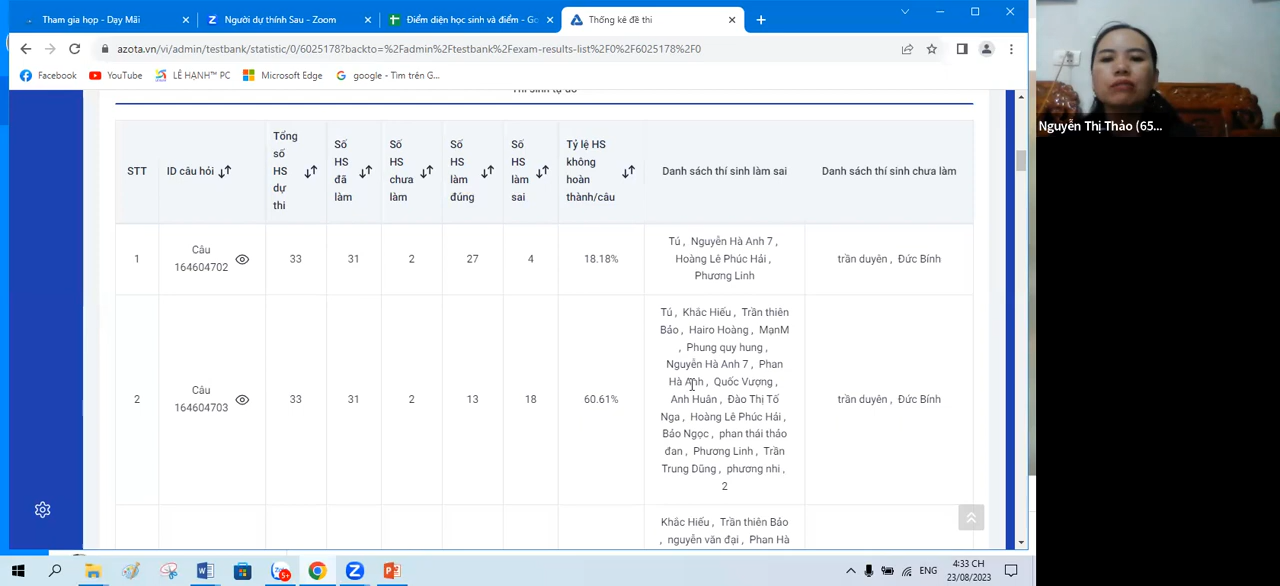 Tham gia họp - Dạy Mãi
Người dự thính Sau - Zoom
Điểm diện học sinh và điểm - Go
Thống kê đề thi
azota.vn/vi/admin/testbank/statistic/0/6025178?backto=%2Fadmin%2Ftestbank%2Fexam-results-list%2F0%2F6025178%2F0
Facebook
YouTube
LÊ HẠNH™ PC
Microsoft Edge
google - Tìm trên G...
Nguyễn Thị Thảo (65...
Thí sinh tự do
STT
ID câu hỏi
Tổng
số
HS
dự
thi
Số
HS
đã
làm
Số
HS
chưa
làm
Số
HS
làm
đúng
Số
HS
làm
sai
Tỷ lệ HS
không
hoàn
thành/câu
Danh sách thí sinh làm sai
Danh sách thí sinh chưa làm
1
Câu
164604702
33
31
2
27
4
18.18%
Tú , Nguyễn Hà Anh 7 ,
Hoàng Lê Phúc Hải ,
Phương Linh
trần duyên , Đức Bính
2
Câu
164604703
33
31
2
13
18
60.61%
Tú , Khắc Hiếu , Trần thiên
Bảo , Hairo Hoàng , MạnM
, Phung quy hung ,
Nguyễn Hà Anh 7 , Phan
Hà Anh , Quốc Vượng ,
Anh Huân , Đào Thị Tố
Nga , Hoàng Lê Phúc Hải ,
Bảo Ngọc , phan thái thảo
đan , Phương Linh , Trần
Trung Dũng , phương nhi ,
2
trần duyên , Đức Bính
Khắc Hiếu , Trần thiên Bảo
, nguyễn văn đại , Phan Hà
ENG
4:33 CH
23/08/2023